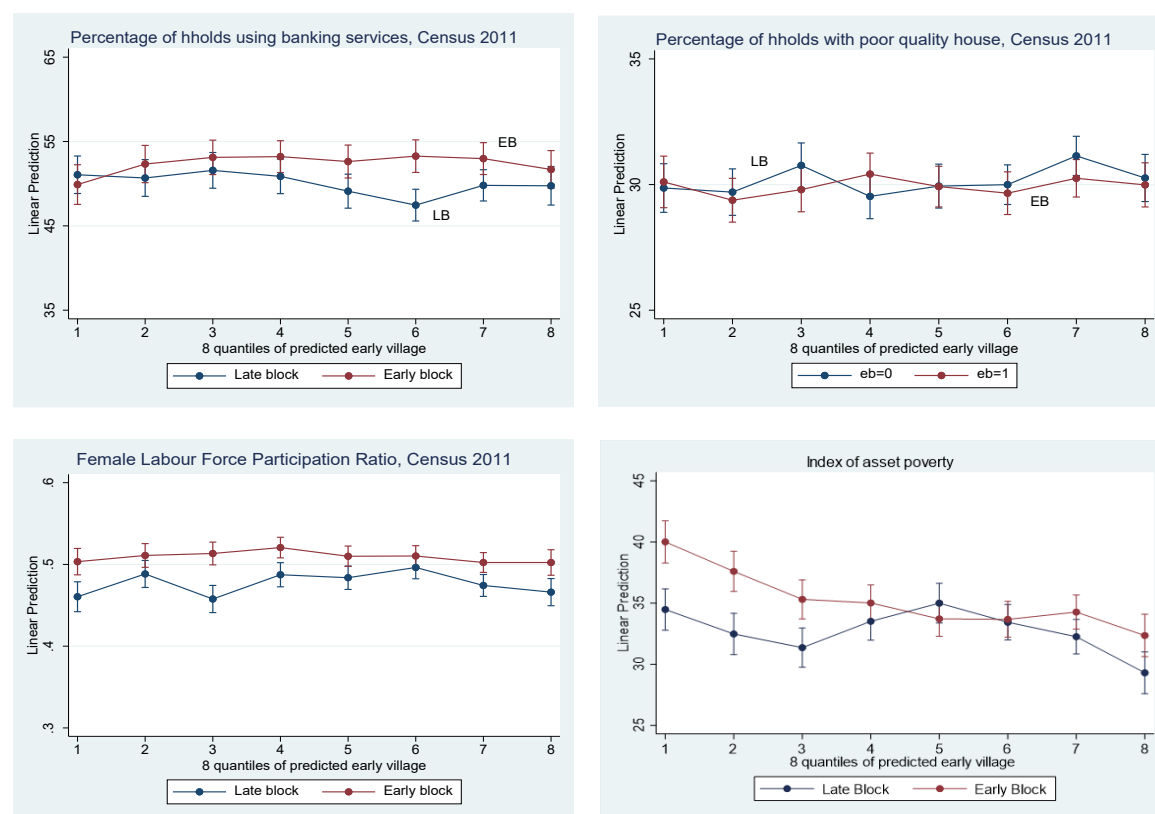 Percentage of hholds using banking services, Census 2011
Linear Prediction
65
55
45
35
EB
LB
1 2 3 4 5 6 7 8
8 quantiles of predicted early village
Late block Early block
Percentage of hholds with poor quality house, Census 2011
Linear Prediction
35
30
25
LB
EB
1 2 3 4 5 6 7 8
8 quantiles of predicted early village
eb=0 eb=1
Female Labour Force Participation Ratio, Census 2011
Linear Prediction
.6
.5
.4
.3
1 2 3 4 5 6 7 8
8 quantiles of predicted early village
Late block Early block
Index of asset poverty
Linear Prediction
45
40
35
30
25
1 2 3 4 5 6 7 8
8 quantiles of predicted early village
Late Block Early Block